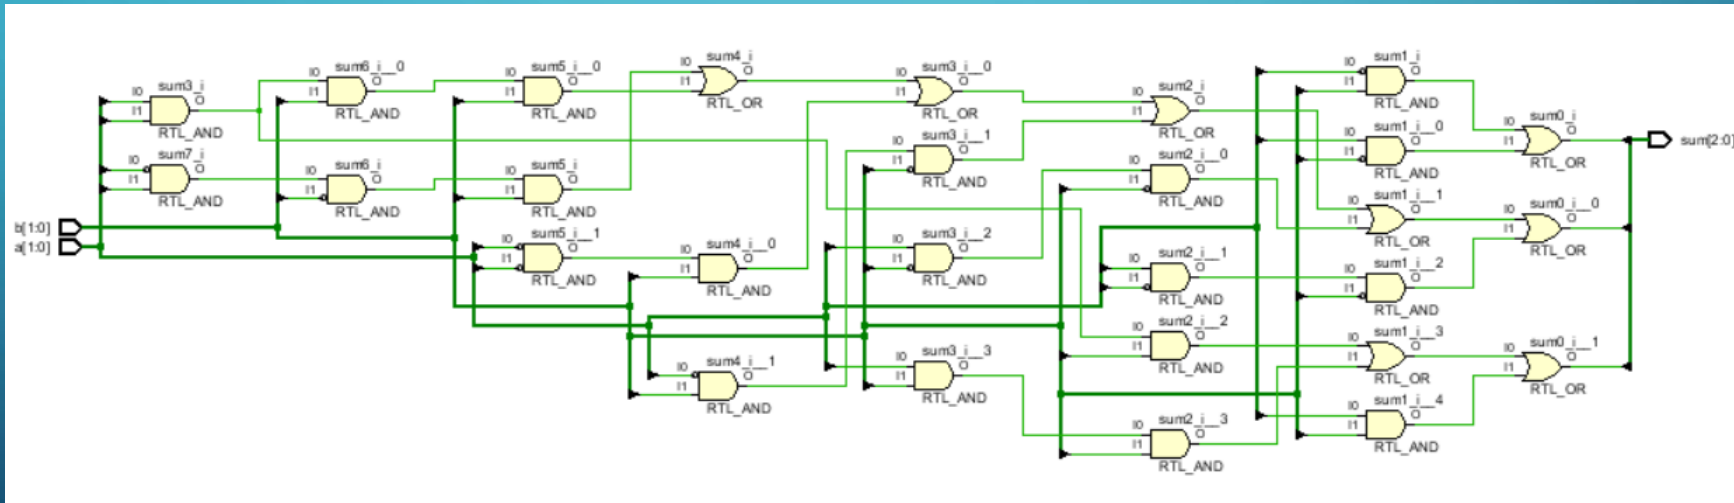 sum3_i
I0
I1
O
RTL_AND
sum7_i
I0
I1
O
RTL_AND
b[1:0]
a[1:0]
sum6_i__0
I0
I1
O
RTL_AND
sum6_i
I0
I1
O
RTL_AND
sum5_i__0
I0
I1
O
RTL_AND
sum5_i
I0
I1
O
RTL_AND
sum5_i__1
I0
I1
O
RTL_AND
sum4_i
I0
I1
O
RTL_OR
sum4_i__0
I0
I1
O
RTL_AND
sum4_i__1
I0
I1
O
RTL_AND
sum3_i__0
I0
I1
O
RTL_OR
sum3_i__1
I0
I1
O
RTL_AND
sum3_i__2
I0
I1
O
RTL_AND
sum3_i__3
I0
I1
O
RTL_AND
sum2_i
I0
I1
O
RTL_OR
sum2_i__0
I0
I1
O
RTL_AND
sum2_i__1
I0
I1
O
RTL_AND
sum2_i__2
I0
I1
O
RTL_AND
sum2_i__3
I0
I1
O
RTL_AND
sum1_i
I0
I1
O
RTL_AND
sum1_i__0
I0
I1
O
RTL_AND
sum1_i__1
I0
I1
O
RTL_OR
sum1_i__2
I0
I1
O
RTL_AND
sum1_i__3
I0
I1
O
RTL_OR
sum1_i__4
I0
I1
O
RTL_AND
sum0_i
I0
I1
O
RTL_OR
sum0_i__0
I0
I1
O
RTL_OR
sum0_i__1
I0
I1
O
RTL_OR
sum[2:0]